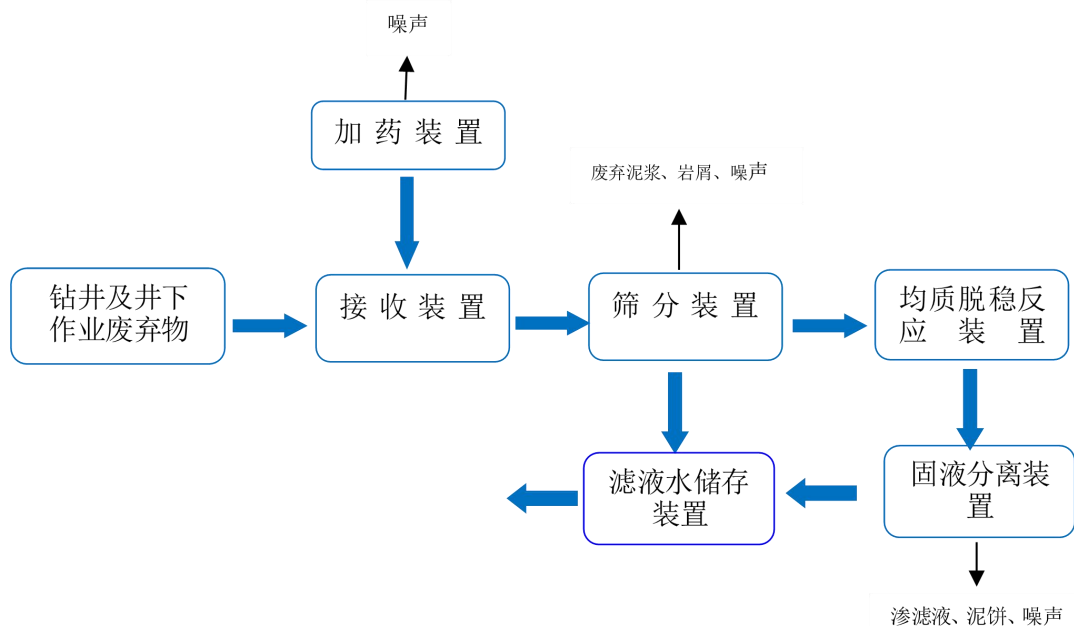 噪声
加药装置
废弃泥浆、岩屑、噪声
钻井及井下
作业废弃物
接收装置
筛分装置
均质脱稳反
应装置
滤液水储存
装置
固液分离装
置
渗滤液、泥饼、噪声